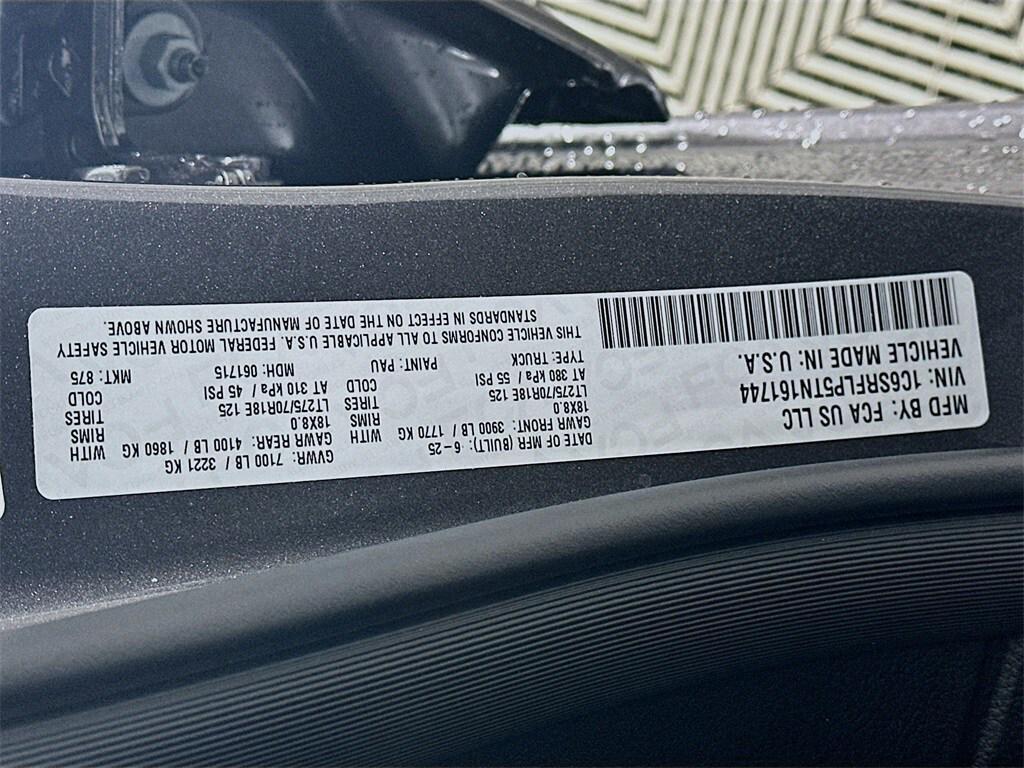 MFD BY: FCA US LLC
VIN: 1C6SRFLP5TN161744
VEHICLE MADE IN: U.S.A.
DATE OF MFR (BUILT): 6-25
GAWR FRONT: 3900 LB / 1770 KG WITH
18X8.0 RIMS
LT275/70R18E 125 TIRES
AT 380 kPa / 55 PSI COLD
TYPE: TRUCK PAINT: PAU
GVWR: 7100 LB / 3221 KG
GAWR REAR: 4100 LB / 1860 KG WITH
18X8.0 RIMS
LT275/70R18E 125 TIRES
AT 310 kPa / 45 PSI COLD
MDH: 061715 MKT: 875
THIS VEHICLE CONFORMS TO ALL APPLICABLE U.S.A. FEDERAL MOTOR VEHICLE SAFETY
STANDARDS IN EFFECT ON THE DATE OF MANUFACTURE SHOWN ABOVE.